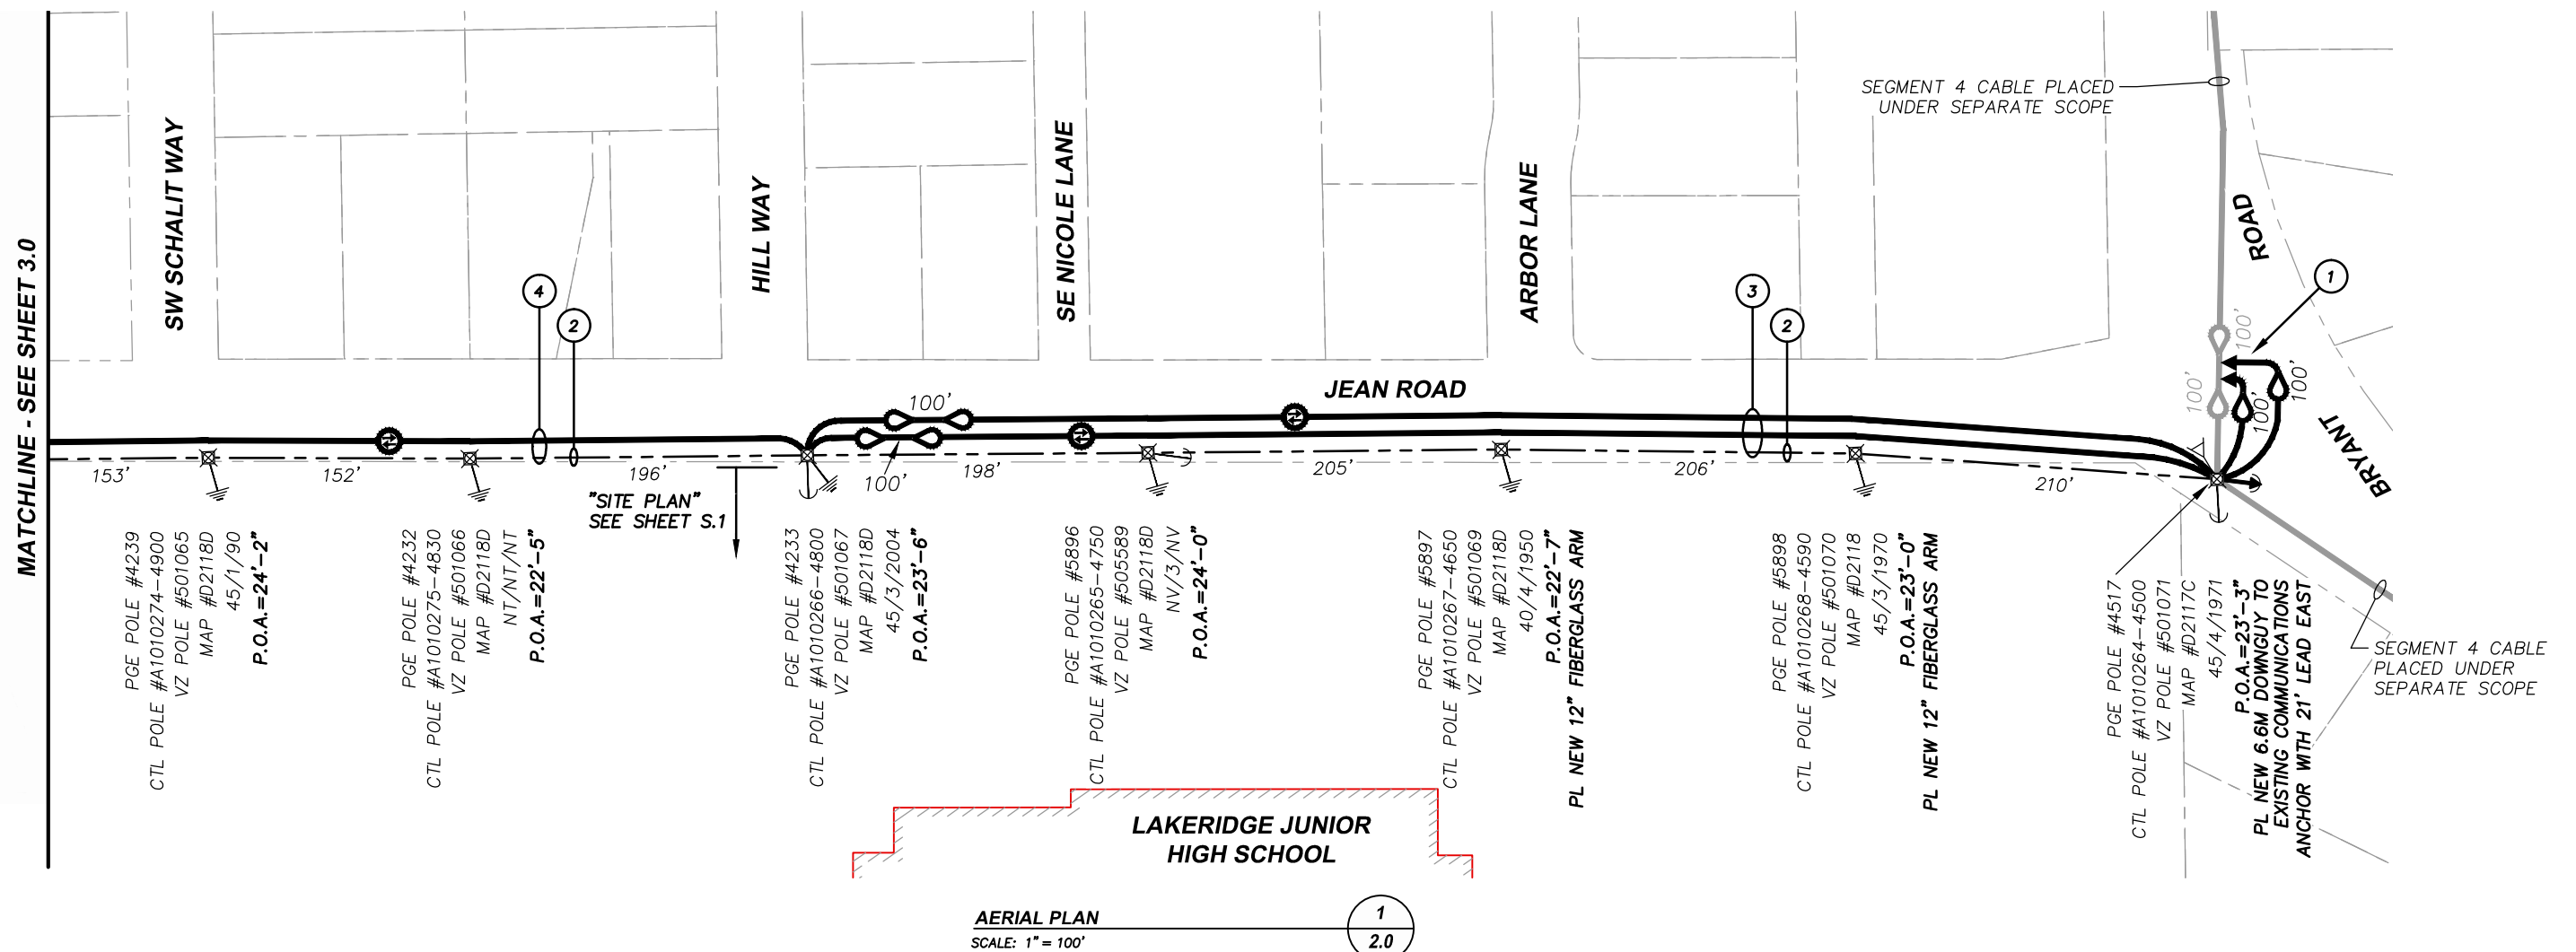 MATCHLINE - SEE SHEET 3.0
SW SCHALIT WAY
HILL WAY
SE NICOLE LANE
ARBOR LANE
SEGMENT 4 CABLE PLACED
UNDER SEPARATE SCOPE
ROAD
BRYANT
JEAN ROAD
4
2
3
2
1
100'
100'
100'
100'
100'
100'
153'
152'
196'
198'
205'
206'
210'
"SITE PLAN"
SEE SHEET S.1
PGE POLE #4239
CTL POLE #A1010274-4900
VZ POLE #501065
MAP #D2118D
45/1/90
P.O.A.=24'-2"
PGE POLE #4232
CTL POLE #A1010275-4830
VZ POLE #501066
MAP #D2118D
NT/NT/NT
P.O.A.=22'-5"
PGE POLE #4233
CTL POLE #A1010266-4800
VZ POLE #501067
MAP #D2118D
45/3/2004
P.O.A.=23'-6"
PGE POLE #5896
CTL POLE #A1010265-4750
VZ POLE #505589
MAP #D2118D
NV/3/NV
P.O.A.=24'-0"
PGE POLE #5897
CTL POLE #A1010267-4650
VZ POLE #501069
MAP #D2118D
40/4/1950
P.O.A.=22'-7"
PL NEW 12" FIBERGLASS ARM
PGE POLE #5898
CTL POLE #A1010268-4590
VZ POLE #501070
MAP #D2118
45/3/1970
P.O.A.=23'-0"
PL NEW 12" FIBERGLASS ARM
PGE POLE #4517
CTL POLE #A1010264-4500
VZ POLE #501071
MAP #D2117C
45/4/1971
P.O.A.=23'-3"
PL NEW 6.6M DOWNGUY TO
EXISTING COMMUNICATIONS
ANCHOR WITH 21' LEAD EAST
SEGMENT 4 CABLE
PLACED UNDER
SEPARATE SCOPE
LAKERIDGE JUNIOR
HIGH SCHOOL
AERIAL PLAN
SCALE: 1" = 100'
1
2.0